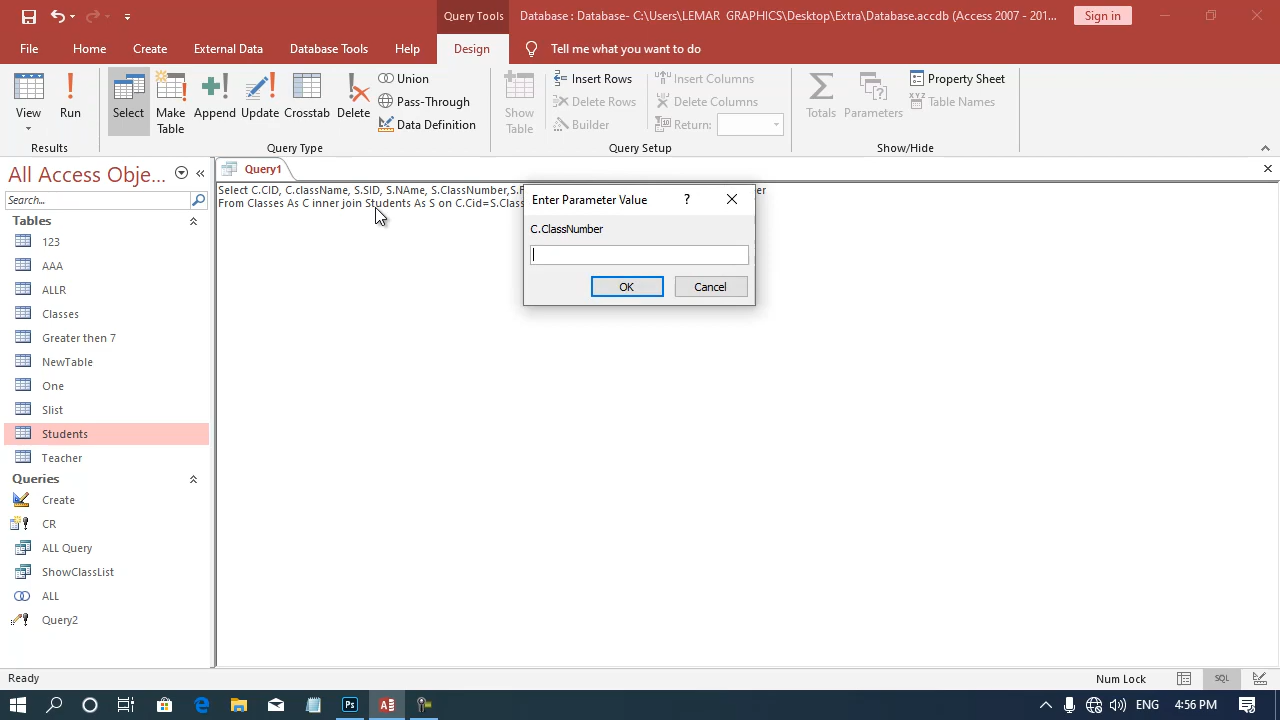 Query Tools
Database : Database- C:\Users\LEMAR GRAPHICS\Desktop\Extra\Database.accdb (Access 2007 - 201...
Sign in
File
Home
Create
External Data
Database Tools
Help
Design
Tell me what you want to do
View
Run
Select
Make Table
Append
Update
Crosstab
Delete
Union
Pass-Through
Data Definition
Show Table
Insert Rows
Delete Rows
Builder
Insert Columns
Delete Columns
Return:
Totals
Parameters
Property Sheet
Table Names
Results
Query Type
Query Setup
Show/Hide
All Access Obje...
Search...
Tables
123
AAA
ALLR
Classes
Greater then 7
NewTable
One
Slist
Students
Teacher
Queries
Create
CR
ALL Query
ShowClassList
ALL
Query2
Query1
Select C.CID, C.className, S.SID, S.NAme, S.ClassNumber,S.
From Classes As C inner join Students As S on C.Cid=S.Class
Enter Parameter Value
?
C.ClassNumber
OK
Cancel
Ready
Num Lock
SQL
ENG
4:56 PM